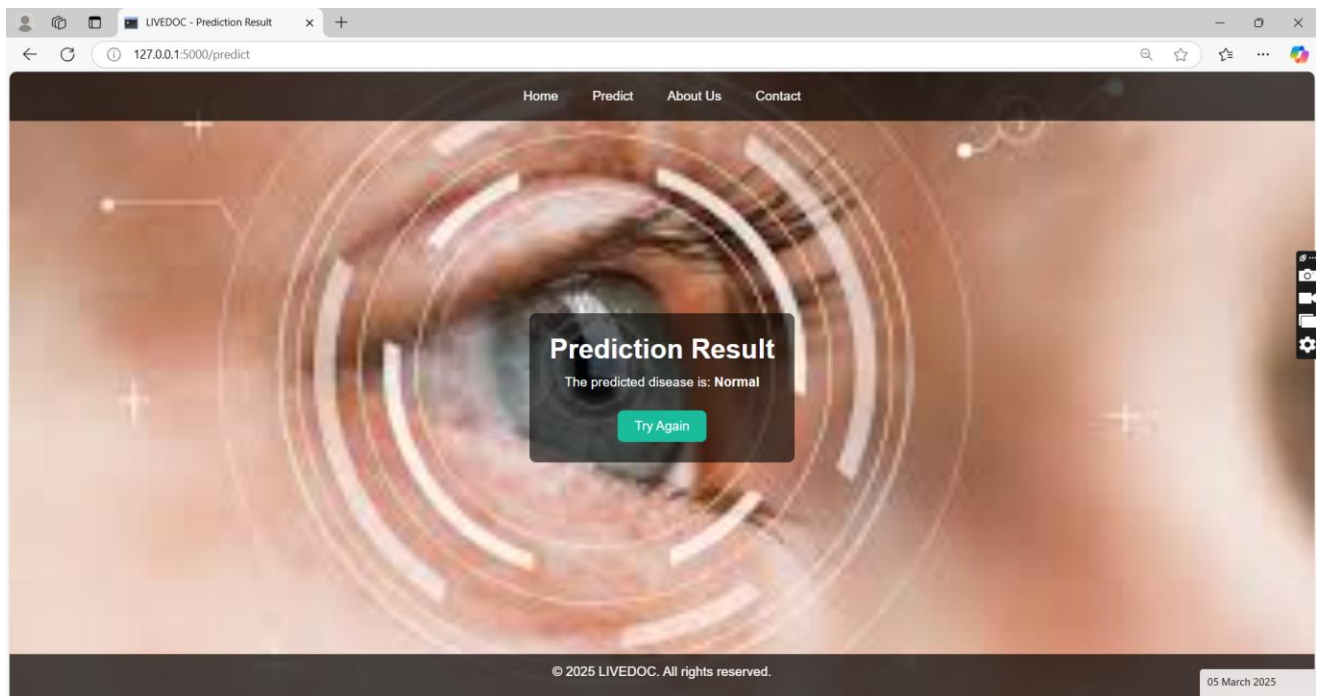 LIVEDOC - Prediction Result
127.0.0.1:5000/predict
Home Predict About Us Contact
Prediction Result
The predicted disease is: Normal
Try Again
© 2025 LIVEDOC. All rights reserved.
05 March 2025